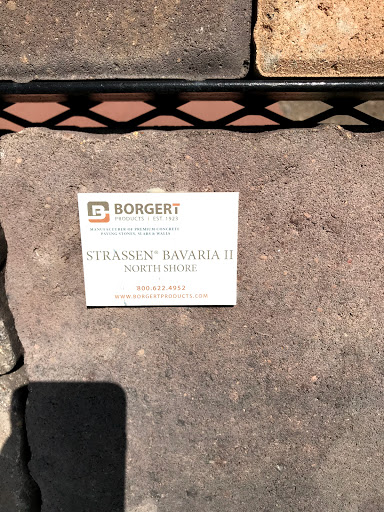 BORGERT
PRODUCTS | EST. 1923
MANUFACTURER OF PREMIUM CONCRETE
PAVING STONES, SLABS & WALLS
STRASSEN® BAVARIA II
NORTH SHORE
800.622.4952
WWW.BORGERTPRODUCTS.COM